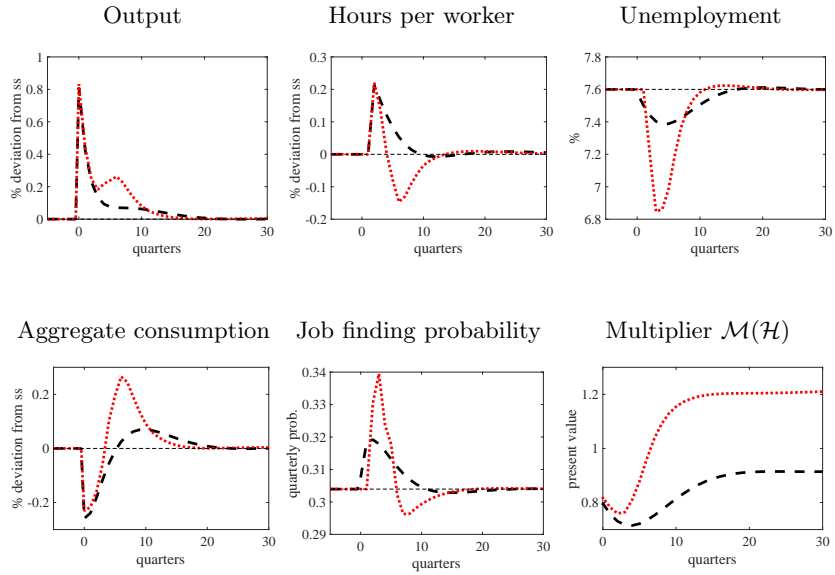 Output
Hours per worker
Unemployment
% deviation from ss
1
0.8
0.6
0.4
0.2
0
0 10 20 30
quarters
% deviation from ss
0.3
0.2
0.1
0
-0.1
-0.2
0 10 20 30
quarters
%
7.8
7.6
7.4
7.2
7
6.8
0 10 20 30
quarters
Aggregate consumption
Job finding probability
Multiplier M(H)
% deviation from ss
0.2
0
-0.2
0 10 20 30
quarters
quarterly prob.
0.34
0.33
0.32
0.31
0.3
0.29
0 10 20 30
quarters
present value
1.2
1
0.8
0 10 20 30
quarters